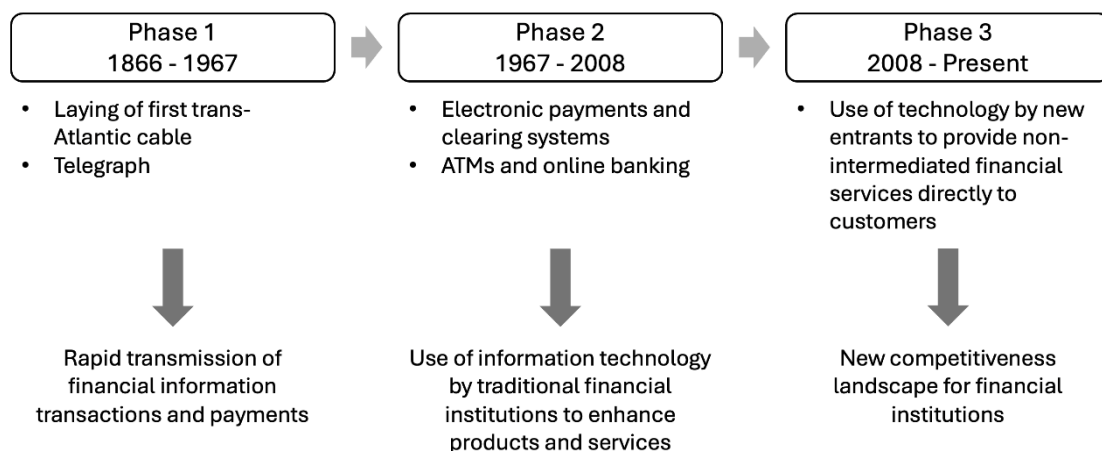 Phase 1
1866 - 1967
• Laying of first trans-
Atlantic cable
• Telegraph
Rapid transmission of
financial information
transactions and payments
Phase 2
1967 - 2008
• Electronic payments and
clearing systems
• ATMs and online banking
Use of information technology
by traditional financial
institutions to enhance
products and services
Phase 3
2008 - Present
• Use of technology by new
entrants to provide non-
intermediated financial
services directly to
customers
New competitiveness
landscape for financial
institutions